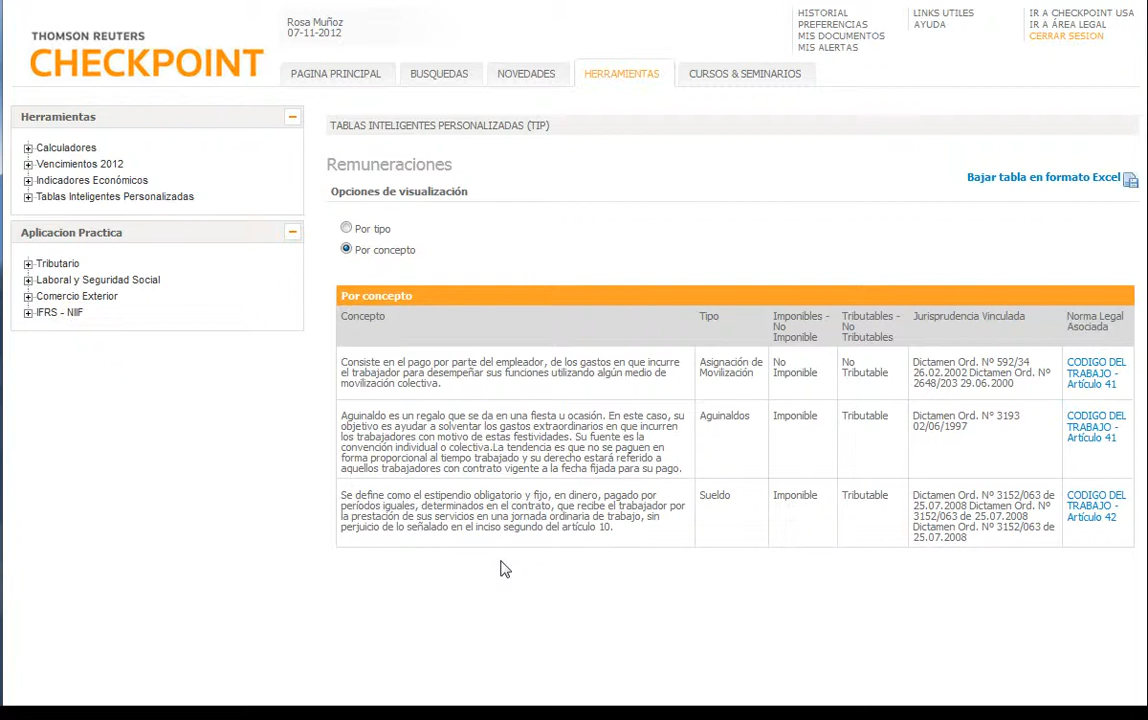 Rosa Muñoz
07-11-2012
HISTORIAL
PREFERENCIAS
MIS DOCUMENTOS
MIS ALERTAS
LINKS UTILES
AYUDA
IR A CHECKPOINT USA
IR A ÁREA LEGAL
CERRAR SESION
THOMSON REUTERS
CHECKPOINT
PAGINA PRINCIPAL
BUSQUEDAS
NOVEDADES
HERRAMIENTAS
CURSOS & SEMINARIOS
Herramientas
Calculadores
Vencimientos 2012
Indicadores Económicos
Tablas Inteligentes Personalizadas
Aplicacion Practica
Tributario
Laboral y Seguridad Social
Comercio Exterior
IFRS - NIIF
TABLAS INTELIGENTES PERSONALIZADAS (TIP)
Remuneraciones
Bajar tabla en formato Excel
Opciones de visualización
Por tipo
Por concepto
Por concepto
Concepto
Tipo
Imponibles -
No
Imponible
Tributables -
No
Tributables
Jurisprudencia Vinculada
Norma Legal
Asociada
Consiste en el pago por parte del empleador, de los gastos en que incurre
el trabajador para desempeñar sus funciones utilizando algún medio de
movilización colectiva.
Asignación de
Movilización
No
Imponible
No
Tributable
Dictamen Ord. Nº 592/34
26.02.2002 Dictamen Ord. Nº
2648/203 29.06.2000
CODIGO DEL
TRABAJO -
Artículo 41
Aguinaldo es un regalo que se da en una fiesta u ocasión. En este caso, su
objetivo es ayudar a solventar los gastos extraordinarios en que incurren
los trabajadores con motivo de estas festividades. Su fuente es la
convención individual o colectiva.La tendencia es que no se paguen en
forma proporcional al tiempo trabajado y su derecho estará referido a
aquellos trabajadores con contrato vigente a la fecha fijada para su pago.
Aguinaldos
Imponible
Tributable
Dictamen Ord. Nº 3193
02/06/1997
CODIGO DEL
TRABAJO -
Artículo 41
Se define como el estipendio obligatorio y fijo, en dinero, pagado por
períodos iguales, determinados en el contrato, que recibe el trabajador por
la prestación de sus servicios en una jornada ordinaria de trabajo, sin
perjuicio de lo señalado en el inciso segundo del artículo 10.
Sueldo
Imponible
Tributable
Dictamen Ord. Nº 3152/063 de
25.07.2008 Dictamen Ord. Nº
3152/063 de 25.07.2008
Dictamen Ord. Nº 3152/063 de
25.07.2008
CODIGO DEL
TRABAJO -
Artículo 42